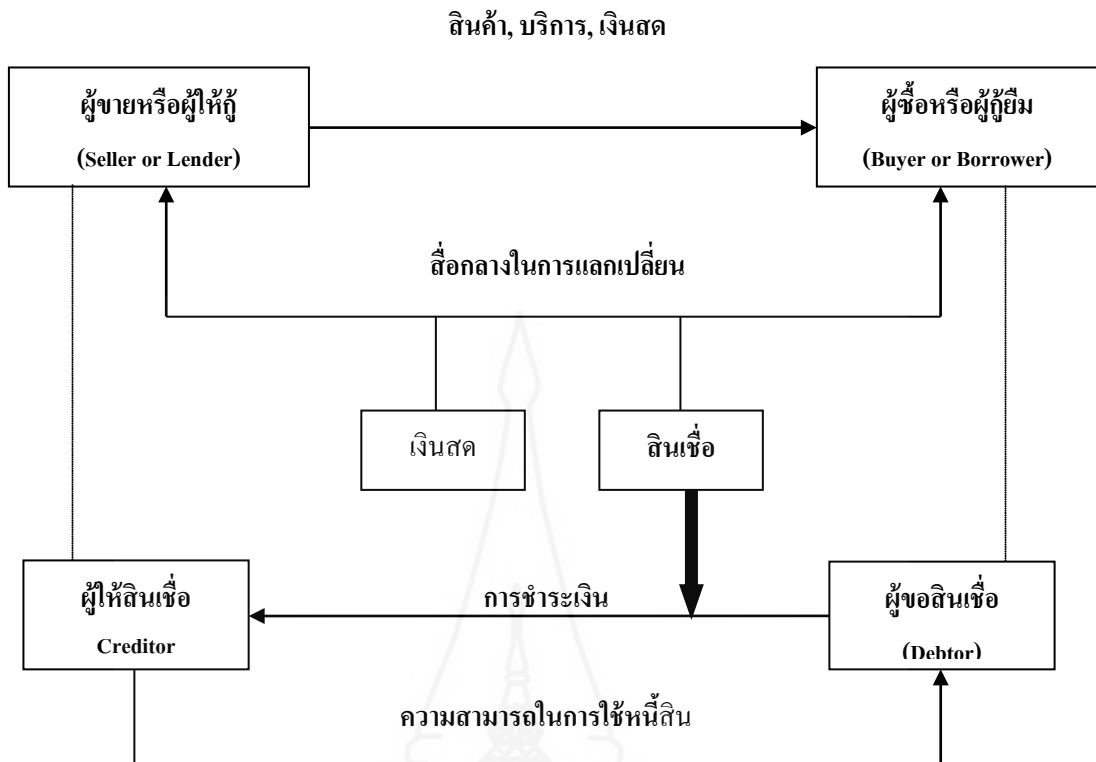 สินค้า, บริการ, เงินสด
ผู้ขายหรือผู้ให้กู้
(Seller or Lender)
ผู้ซื้อหรือผู้กู้ยืม
(Buyer or Borrower)
สื่อกลางในการแลกเปลี่ยน
เงินสด
สินเชื่อ
ผู้ให้สินเชื่อ
Creditor
การชำระเงิน
ผู้ขอสินเชื่อ
(Debtor)
ความสามารถในการใช้หนี้สิน